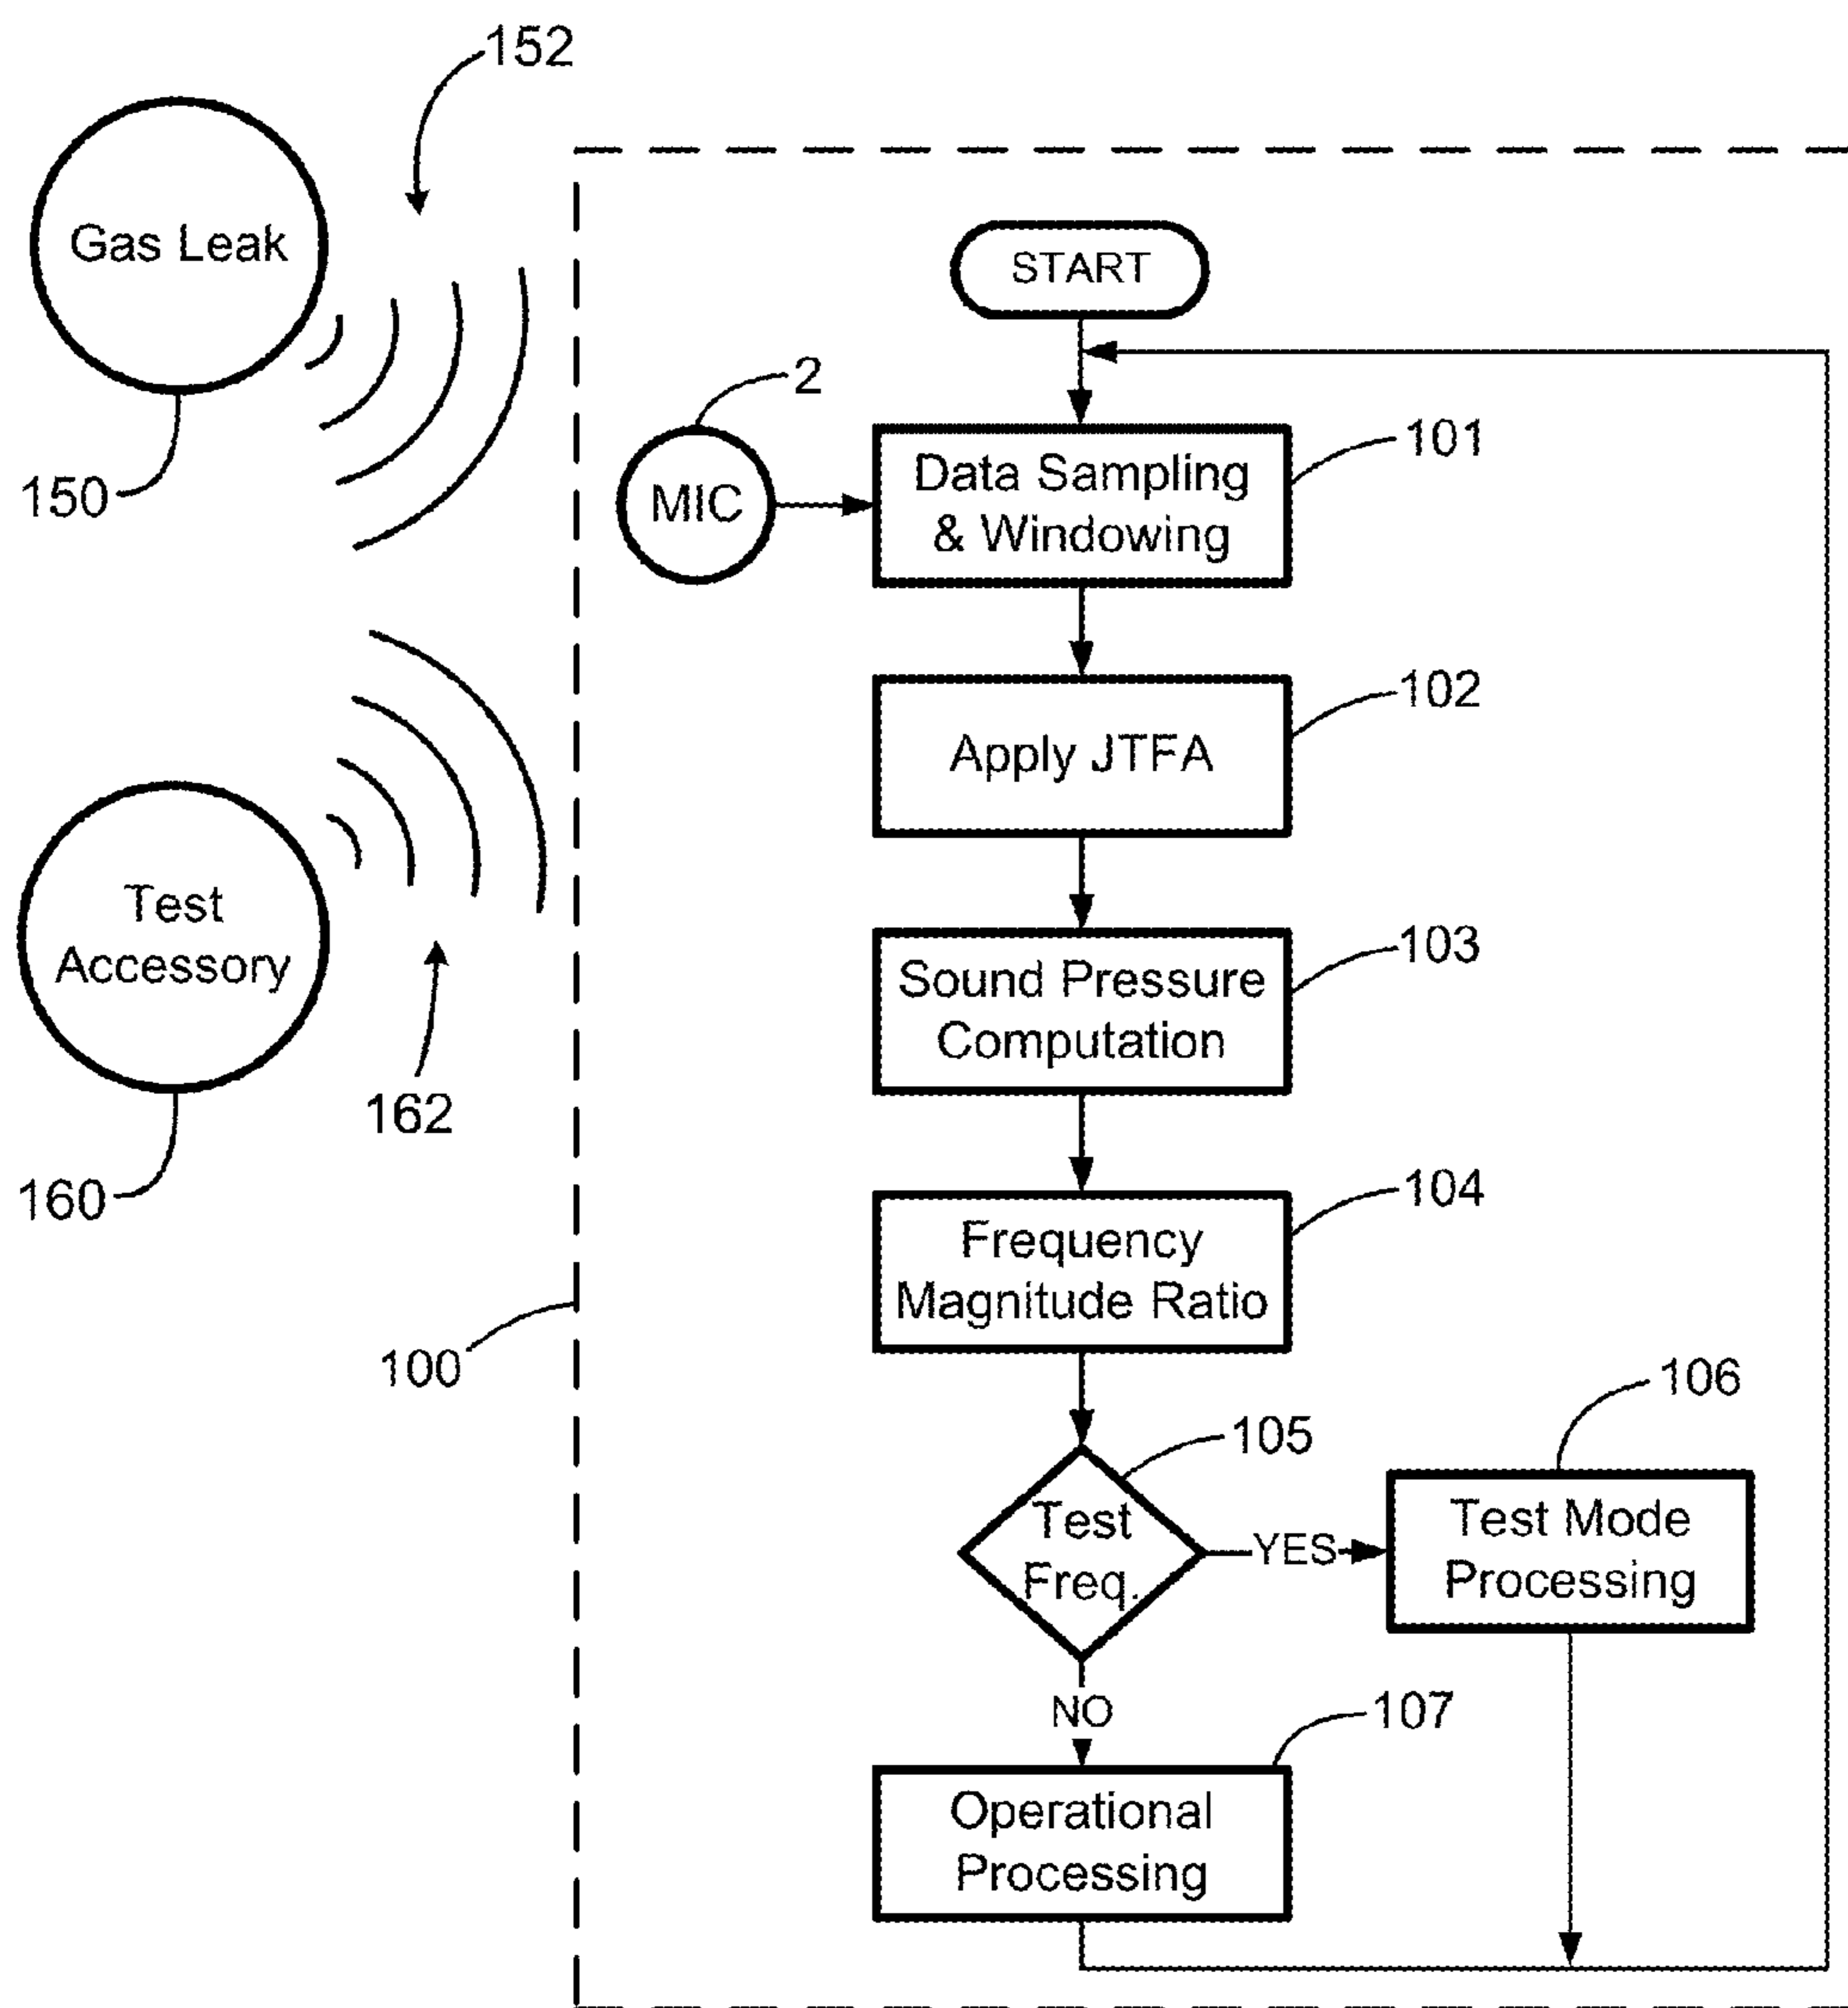 152
Gas Leak
START
2
150
MIC
Data Sampling
& Windowing
101
Apply JTFA
102
Test
Accessory
162
160
Sound Pressure
Computation
103
Frequency
Magnitude Ratio
104
100
Test
Freq.
105
YES
Test Mode
Processing
106
NO
Operational
Processing
107